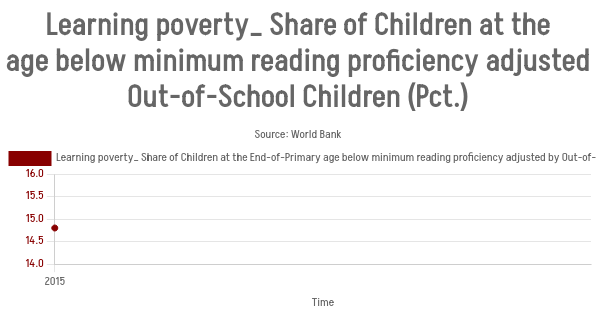 Learning poverty_ Share of Children at the
age below minimum reading proficiency adjusted
Out-of-School Children (Pct.)
Source: World Bank
Learning poverty_ Share of Children at the End-of-Primary age below minimum reading proficiency adjusted by Out-of-
16.0
15.5
15.0
14.5
14.0
2015
Time